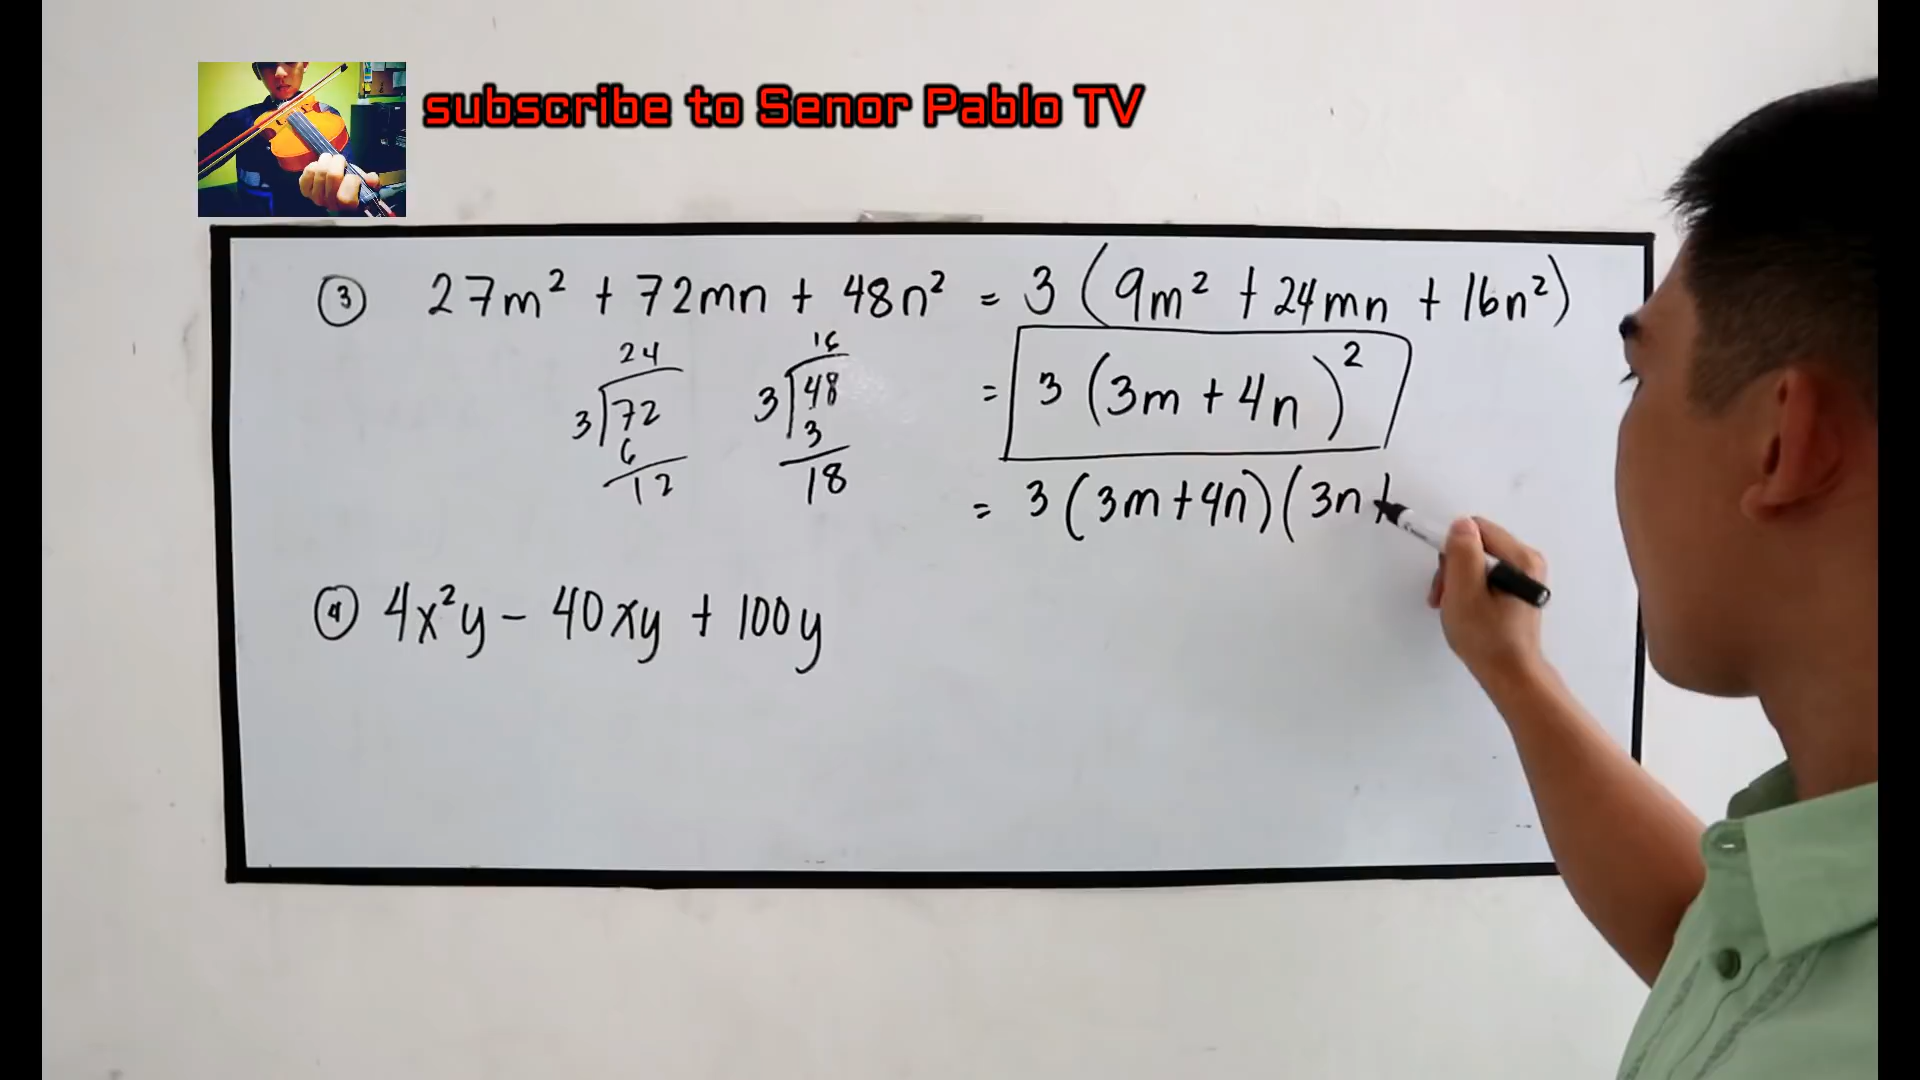 subscribe to Senor Pablo TV
③ 27m² + 72mn + 48n² = 3 (9m² + 24mn + 16n²)
24
3 72
6
12
16
3 48
3
18
= 3 (3m + 4n)²
= 3 (3m + 4n) (3n +
④ 4x²y - 40xy + 100y